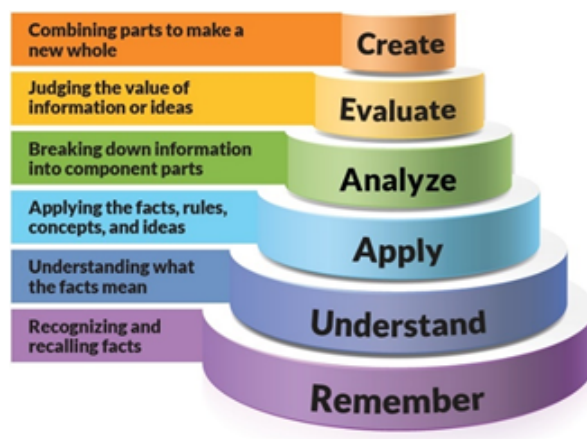 Combining parts to make a
new whole
Create
Judging the value of
information or ideas
Evaluate
Breaking down information
into component parts
Analyze
Applying the facts, rules,
concepts, and ideas
Apply
Understanding what
the facts mean
Understand
Recognizing and
recalling facts
Remember